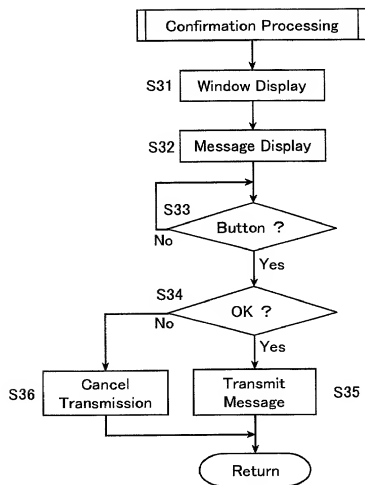 Confirmation Processing
S31
Window Display
S32
Message Display
S33
Button ?
No
Yes
S34
OK ?
No
Yes
S36
Cancel
Transmission
Transmit
Message
S35
Return